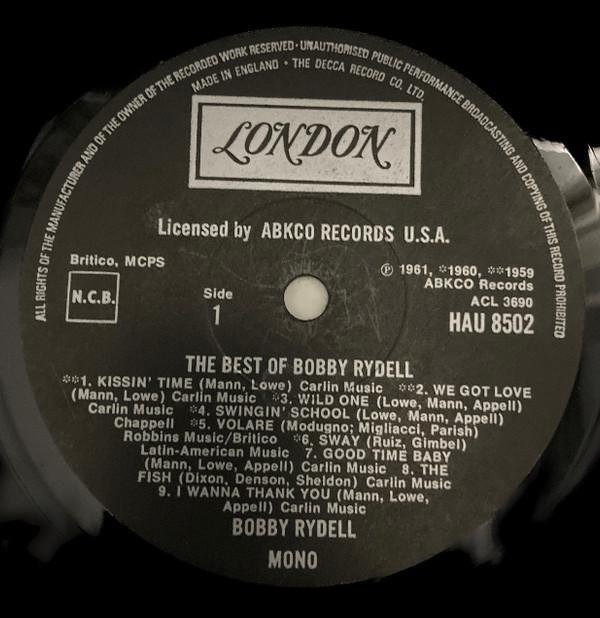 ALL RIGHTS OF THE MANUFACTURER AND OF THE OWNER OF THE RECORDED WORK RESERVED · UNAUTHORISED PUBLIC PERFORMANCE BROADCASTING AND COPYING OF THIS RECORD PROHIBITED
MADE IN ENGLAND · THE DECCA RECORD CO. LTD.
LONDON
Licensed by ABKCO RECORDS U.S.A.
Britico, MCPS
N.C.B.
Side
1
℗ 1961, *1960, **1959
ABKCO Records
ACL 3690
HAU 8502
THE BEST OF BOBBY RYDELL
**1. KISSIN' TIME (Mann, Lowe) Carlin Music **2. WE GOT LOVE
(Mann, Lowe) Carlin Music *3. WILD ONE (Lowe, Mann, Appell)
Carlin Music *4. SWINGIN' SCHOOL (Lowe, Mann, Appell)
Chappell *5. VOLARE (Modugno; Migliacci, Parish)
Robbins Music/Britico *6. SWAY (Ruiz, Gimbel)
Latin-American Music 7. GOOD TIME BABY
(Mann, Lowe, Appell) Carlin Music 8. THE
FISH (Dixon, Denson, Sheldon) Carlin Music
9. I WANNA THANK YOU (Mann, Lowe,
Appell) Carlin Music
BOBBY RYDELL
MONO